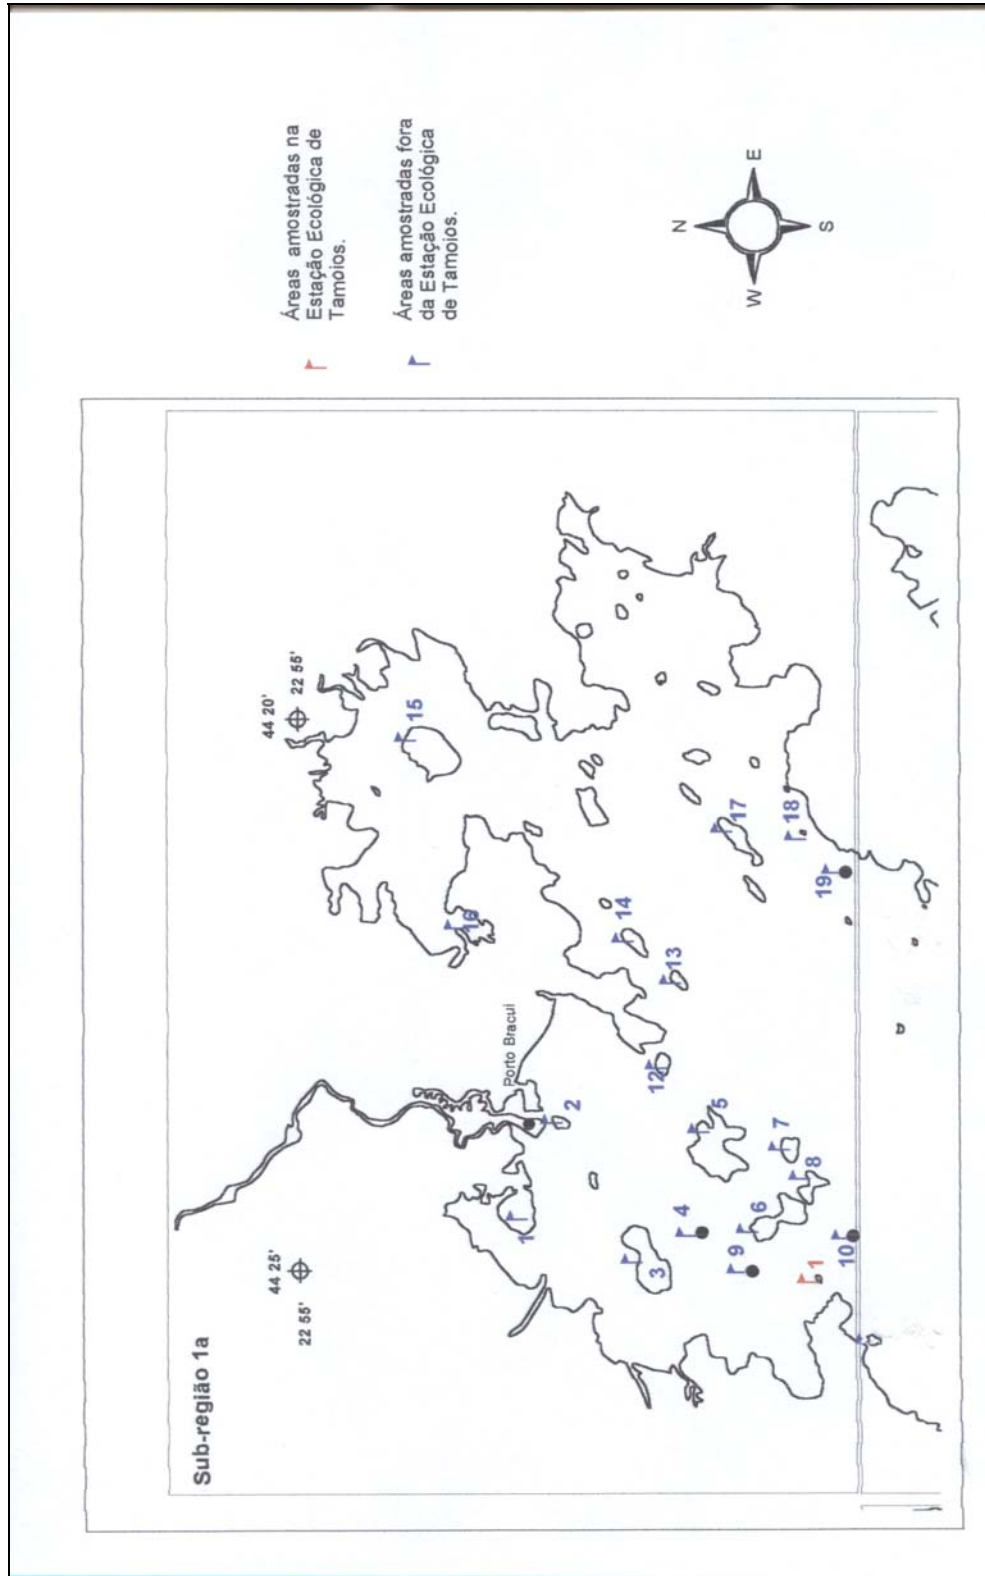 Sub-região 1a
44 25'
22 55'
44 20'
22 55'
Porto Bracuí
1
2
3
4
5
6
7
8
9
10
1
12
13
14
15
16
17
18
19
Áreas amostradas na
Estação Ecológica de
Tamoios.
Áreas amostradas fora
da Estação Ecológica
de Tamoios.
N
W
E
S